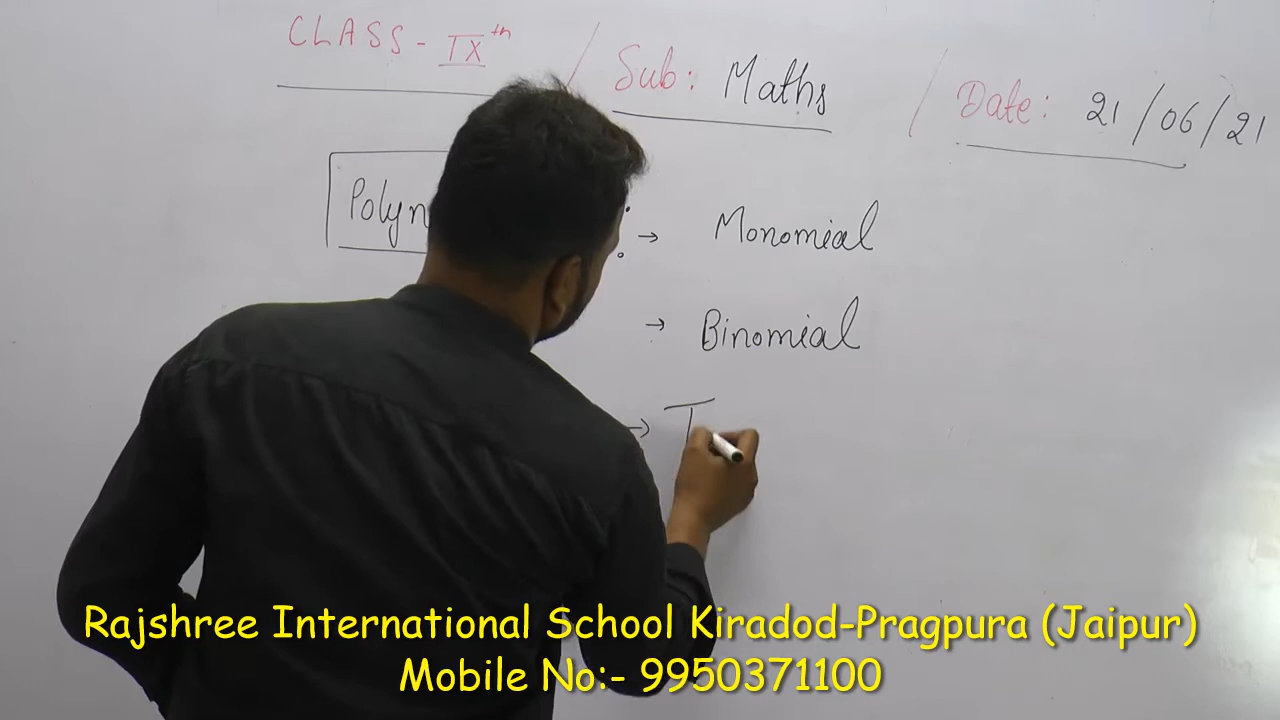 CLASS - IXth / Sub: Maths / Date: 21/06/21
Polyn → Monomial
→ Binomial
→ T
Rajshree International School Kiradod-Pragpura (Jaipur)
Mobile No:- 9950371100